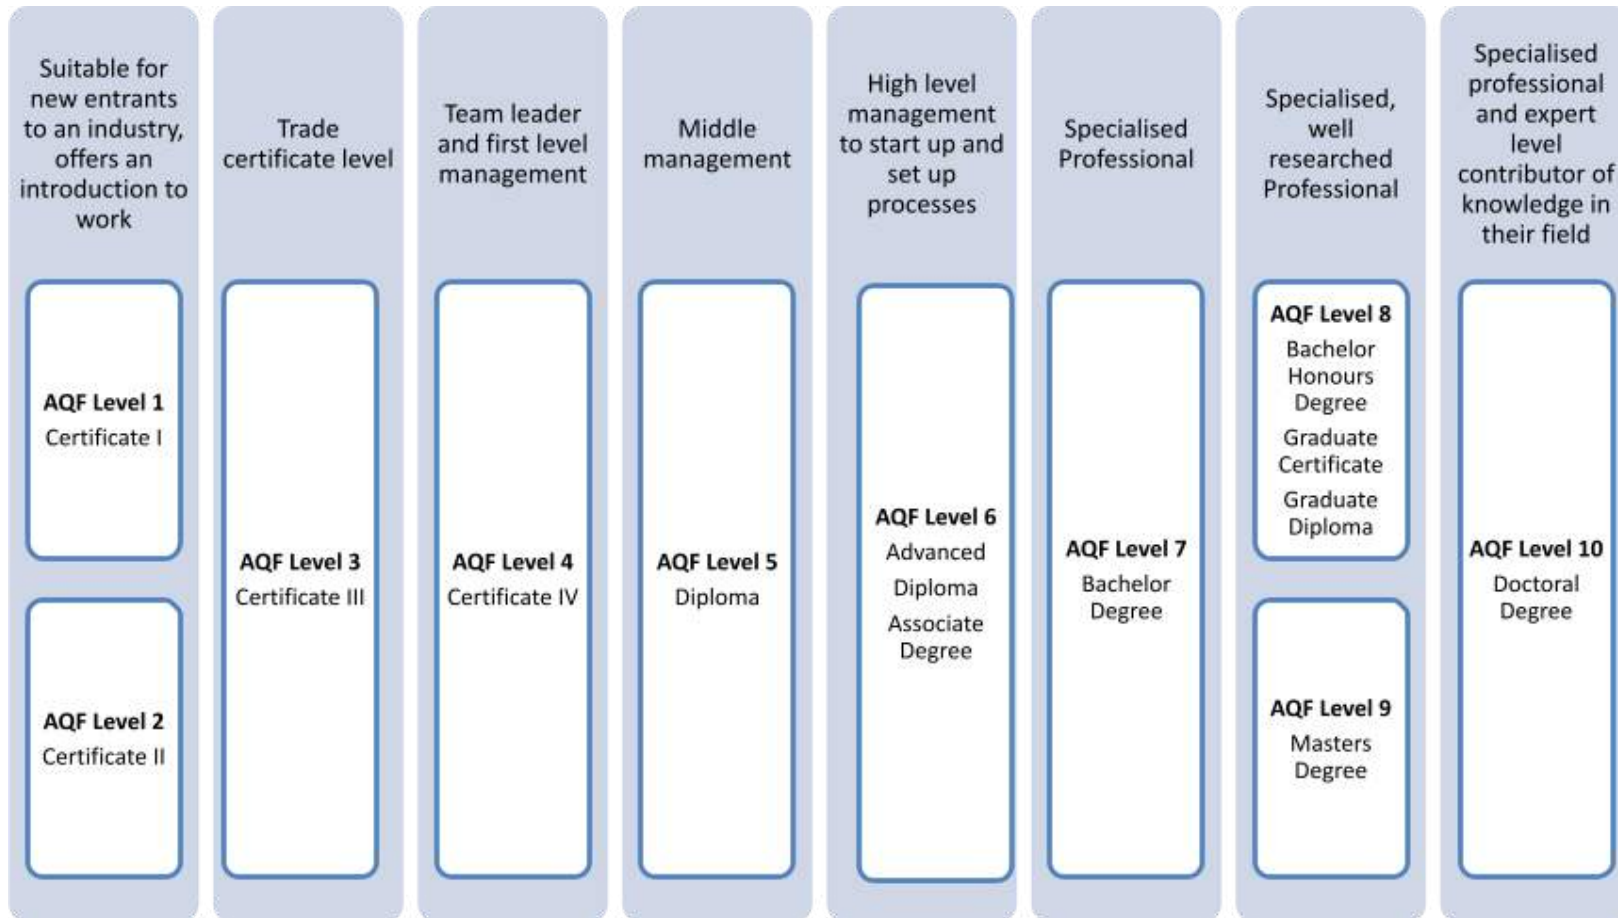 Suitable for
new entrants
to an industry,
offers an
introduction to
work
AQF Level 1
Certificate I
AQF Level 2
Certificate II
Trade
certificate level
AQF Level 3
Certificate III
Team leader
and first level
management
AQF Level 4
Certificate IV
Middle
management
AQF Level 5
Diploma
High level
management
to start up and
set up
processes
AQF Level 6
Advanced
Diploma
Associate
Degree
Specialised
Professional
AQF Level 7
Bachelor
Degree
Specialised,
well
researched
Professional
AQF Level 8
Bachelor
Honours
Degree
Graduate
Certificate
Graduate
Diploma
AQF Level 9
Masters
Degree
Specialised
professional
and expert
level
contributor of
knowledge in
their field
AQF Level 10
Doctoral
Degree